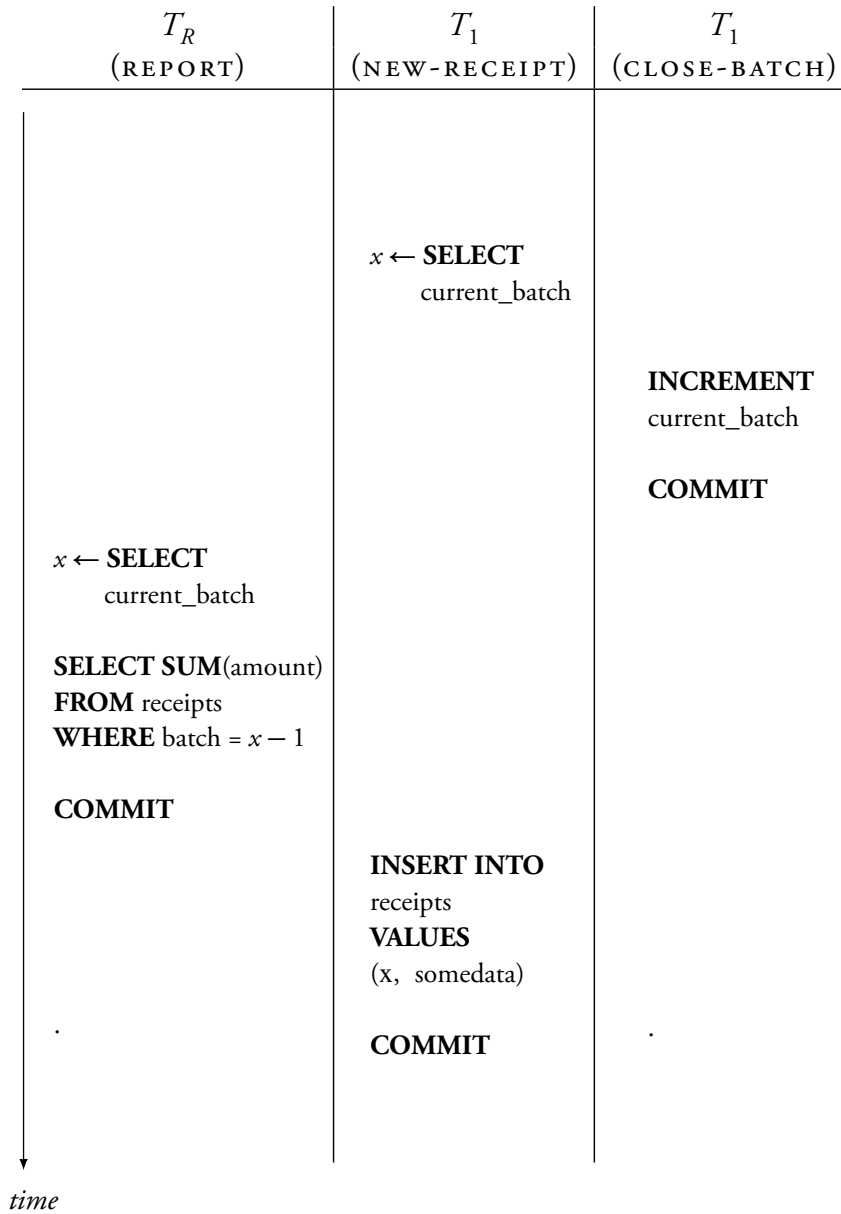 T_R
(REPORT)
T_1
(NEW-RECEIPT)
T_1
(CLOSE-BATCH)
x ← SELECT
current_batch
INCREMENT
current_batch
COMMIT
x ← SELECT
current_batch
SELECT SUM(amount)
FROM receipts
WHERE batch = x − 1
COMMIT
INSERT INTO
receipts
VALUES
(x, somedata)
COMMIT
.
.
time